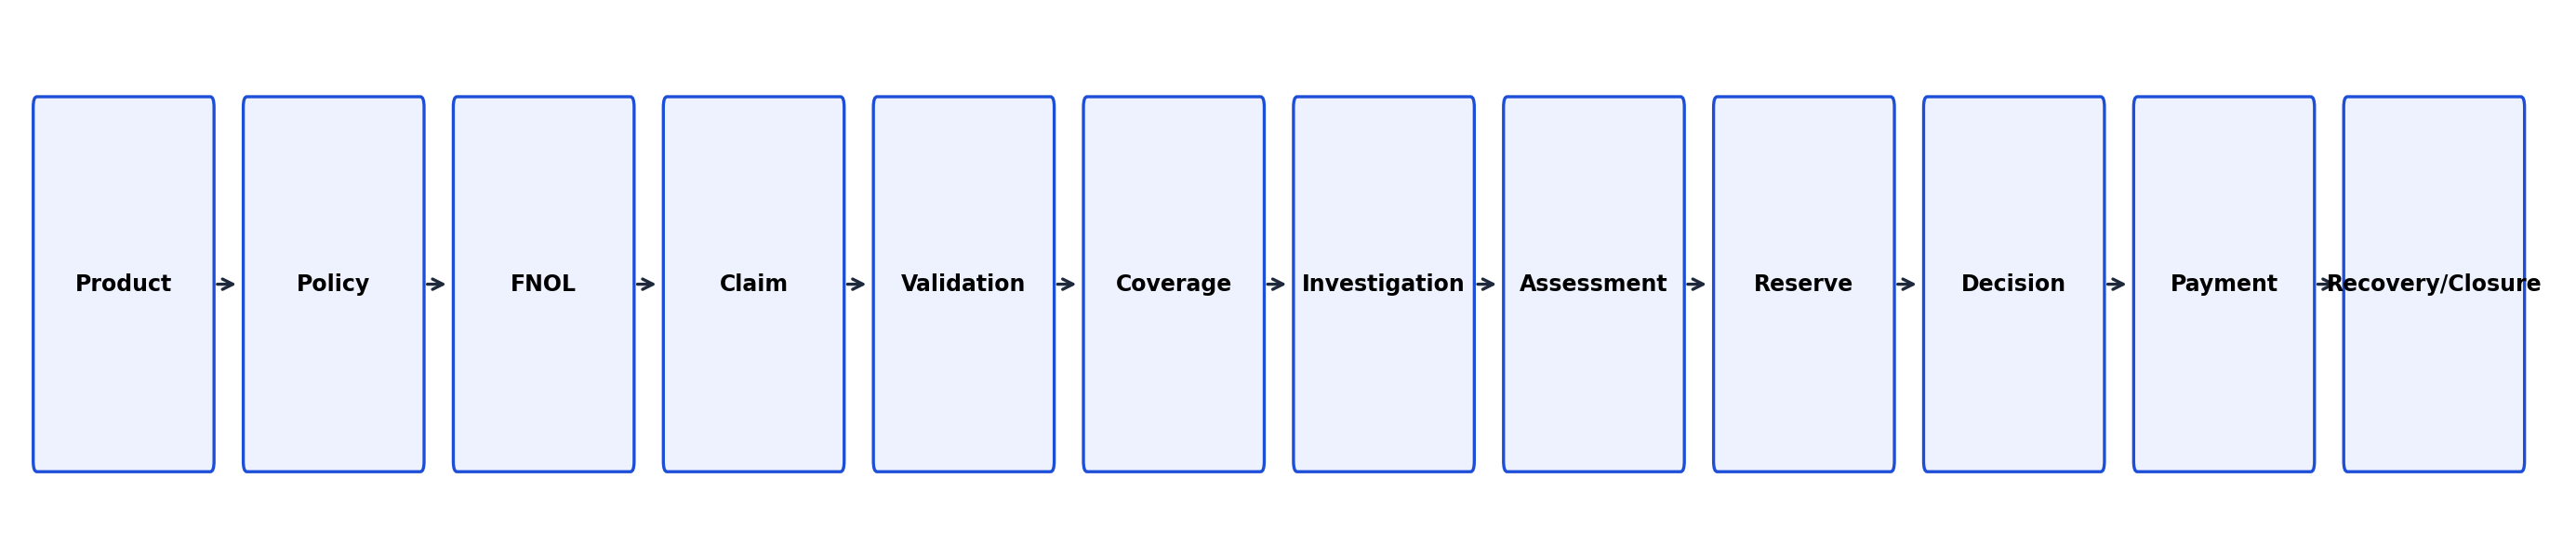 Product
Policy
FNOL
Claim
Validation
Coverage
Investigation
Assessment
Reserve
Decision
Payment
Recovery/Closure